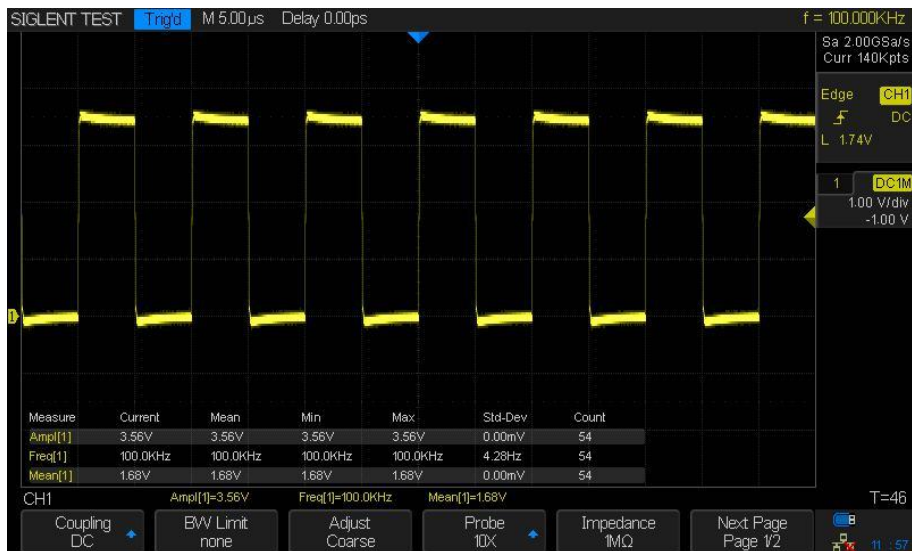 SIGLENT TEST Trig'd M 5.00μs Delay 0.00ps f = 100.000KHz
Sa 2.00GSa/s
Curr 140Kpts
Edge CH1
DC
L 1.74V
1 DC1M
1.00 V/div
-1.00 V
1
Measure Current Mean Min Max Std-Dev Count
Ampl[1] 3.56V 3.56V 3.56V 3.56V 0.00mV 54
Freq[1] 100.0KHz 100.0KHz 100.0KHz 100.0KHz 4.28Hz 54
Mean[1] 1.68V 1.68V 1.68V 1.68V 0.00mV 54
CH1 Ampl[1]=3.56V Freq[1]=100.0KHz Mean[1]=1.68V T=46
Coupling BW Limit Adjust Probe Impedance Next Page
DC none Coarse 10X 1MΩ Page 1/2
11 : 57